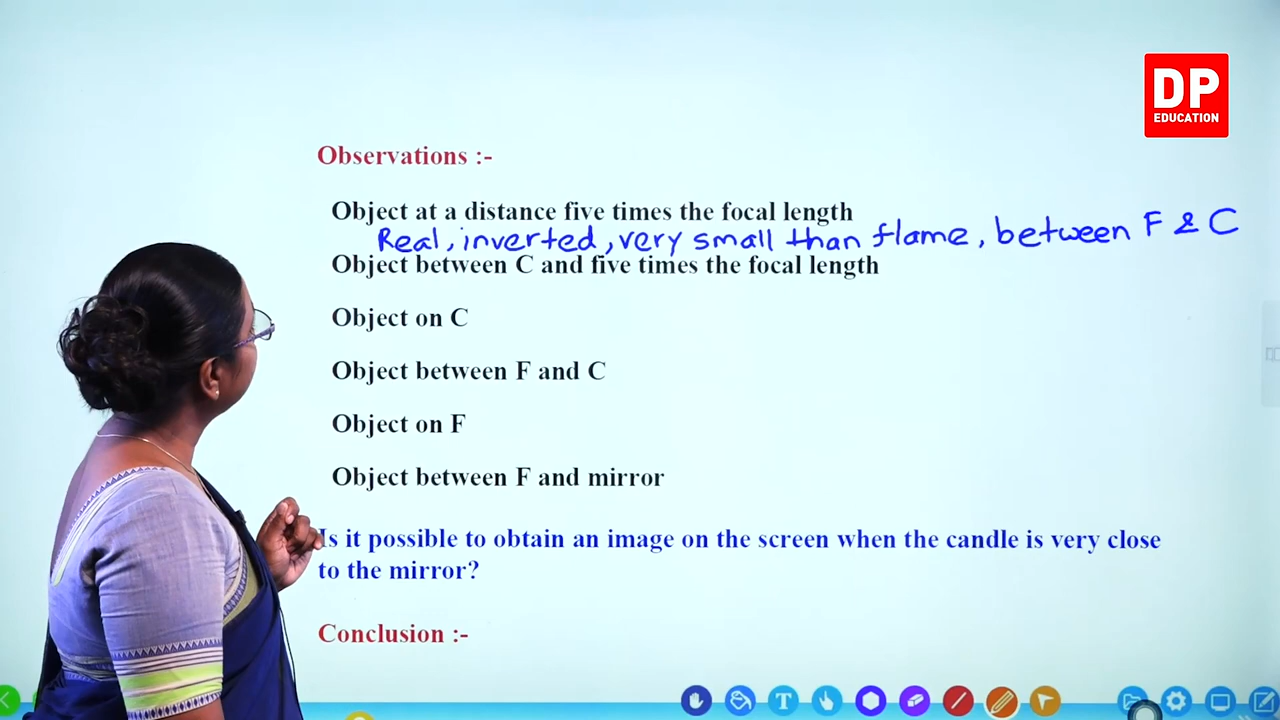 DP
EDUCATION
Observations :-
Object at a distance five times the focal length
Real, inverted, very small than flame, between F & C
Object between C and five times the focal length
Object on C
Object between F and C
Object on F
Object between F and mirror
Is it possible to obtain an image on the screen when the candle is very close
to the mirror?
Conclusion :-